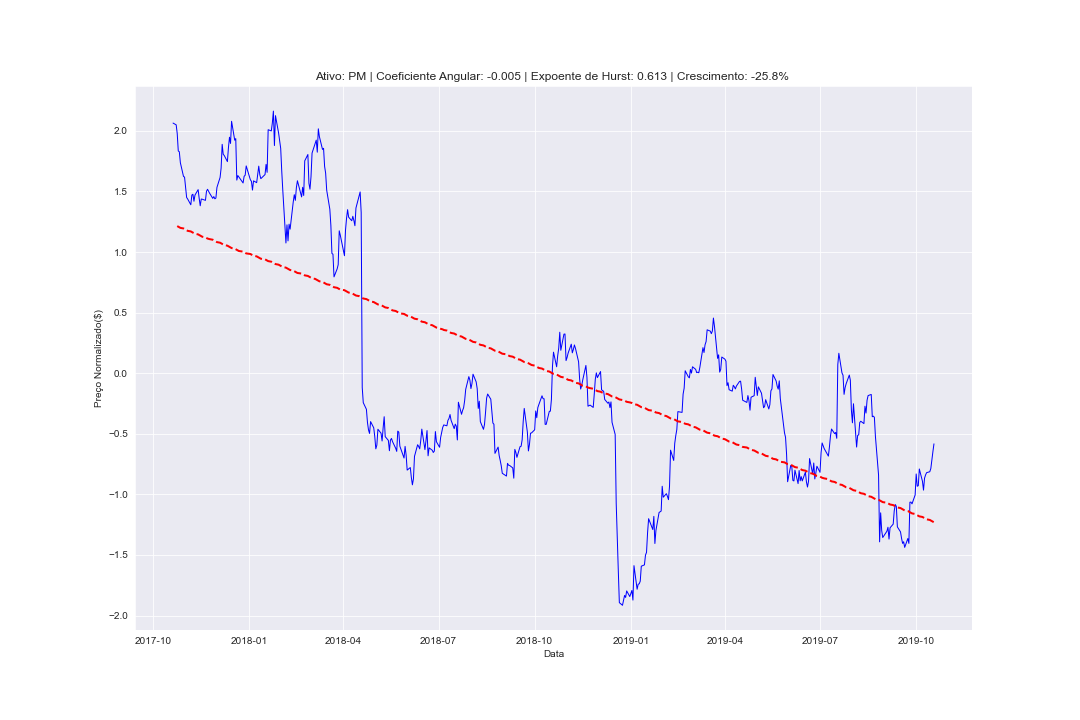 Ativo: PM | Coeficiente Angular: -0.005 | Expoente de Hurst: 0.613 | Crescimento: -25.8%
Preço Normalizado($)
2.0
1.5
1.0
0.5
0.0
−0.5
−1.0
−1.5
−2.0
2017-10 2018-01 2018-04 2018-07 2018-10 2019-01 2019-04 2019-07 2019-10
Data